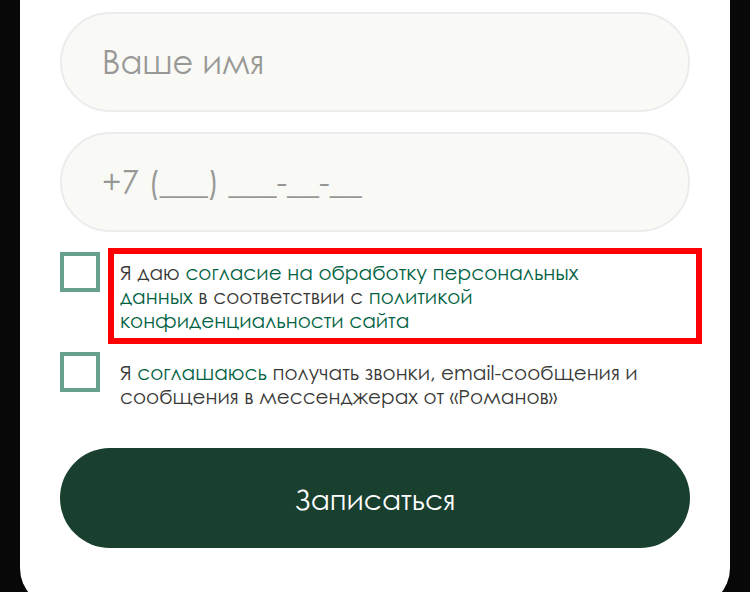 Ваше имя
+7 (___) ___-__-__
Я даю согласие на обработку персональных
данных в соответствии с политикой
конфиденциальности сайта
Я соглашаюсь получать звонки, email-сообщения и
сообщения в мессенджерах от «Романов»
Записаться